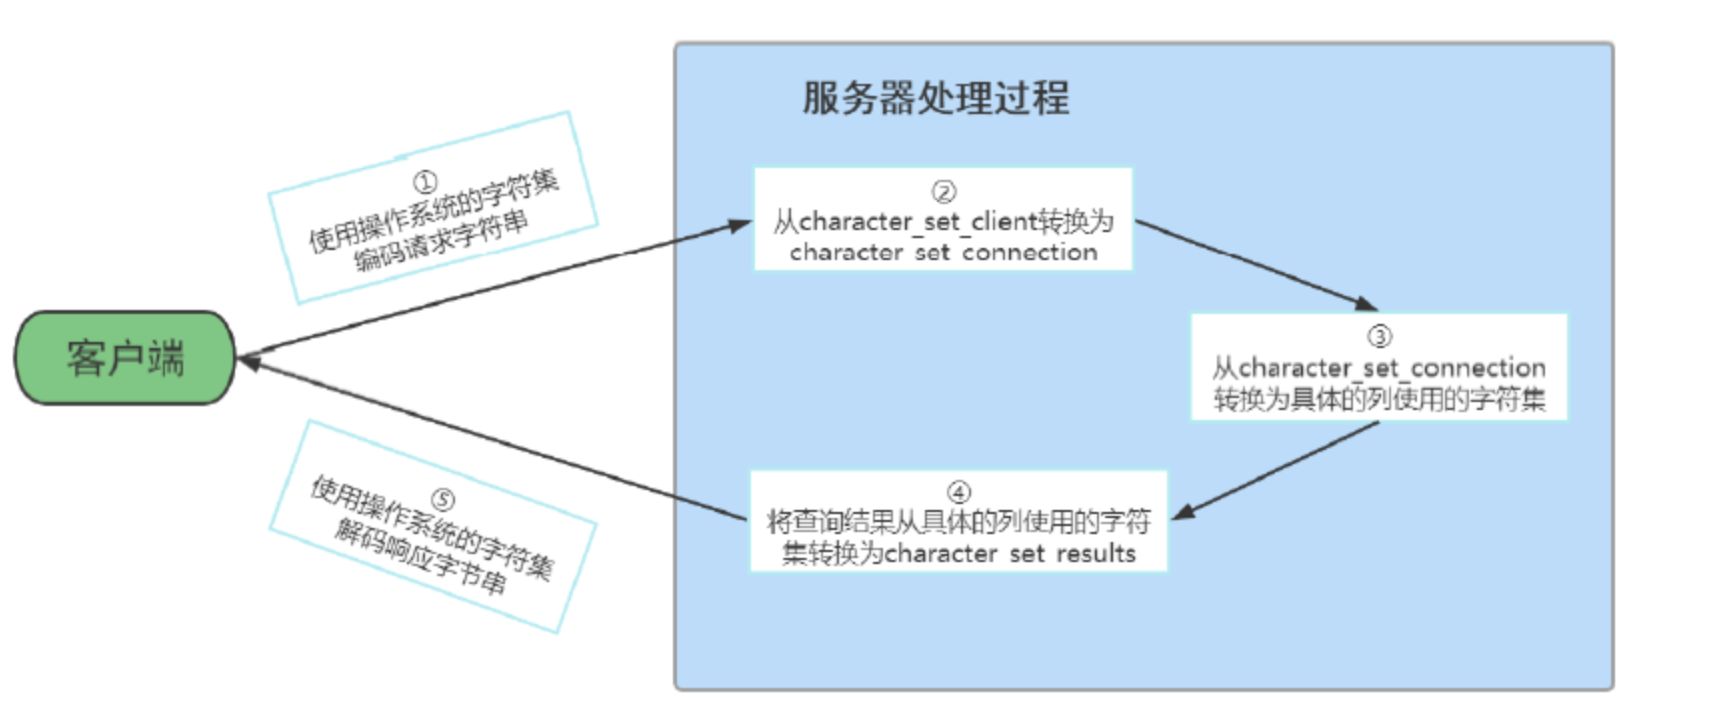 服务器处理过程
①
使用操作系统的字符集
编码请求字符串
②
从character_set_client转换为
character_set_connection
客户端
③
从character_set_connection
转换为具体的列使用的字符集
④
将查询结果从具体的列使用的字符
集转换为character_set_results
⑤
使用操作系统的字符集
解码响应字节串